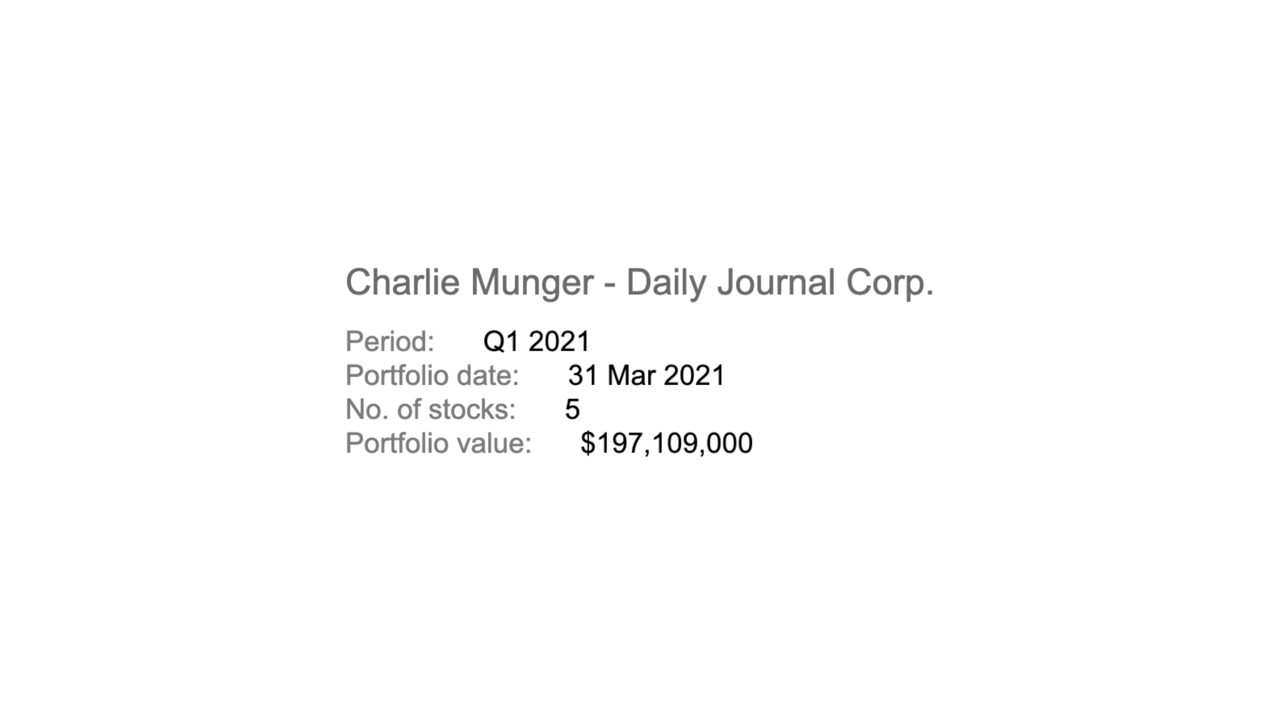 Charlie Munger - Daily Journal Corp.
Period: Q1 2021
Portfolio date: 31 Mar 2021
No. of stocks: 5
Portfolio value: $197,109,000